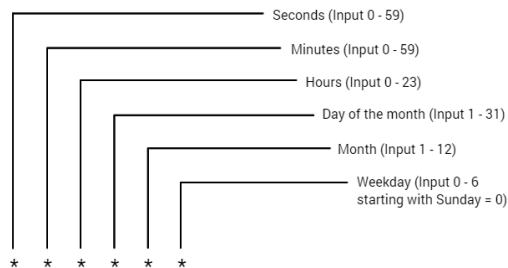 Seconds (Input 0 - 59)
Minutes (Input 0 - 59)
Hours (Input 0 - 23)
Day of the month (Input 1 - 31)
Month (Input 1 - 12)
Weekday (Input 0 - 6
starting with Sunday = 0)
* * * * * *